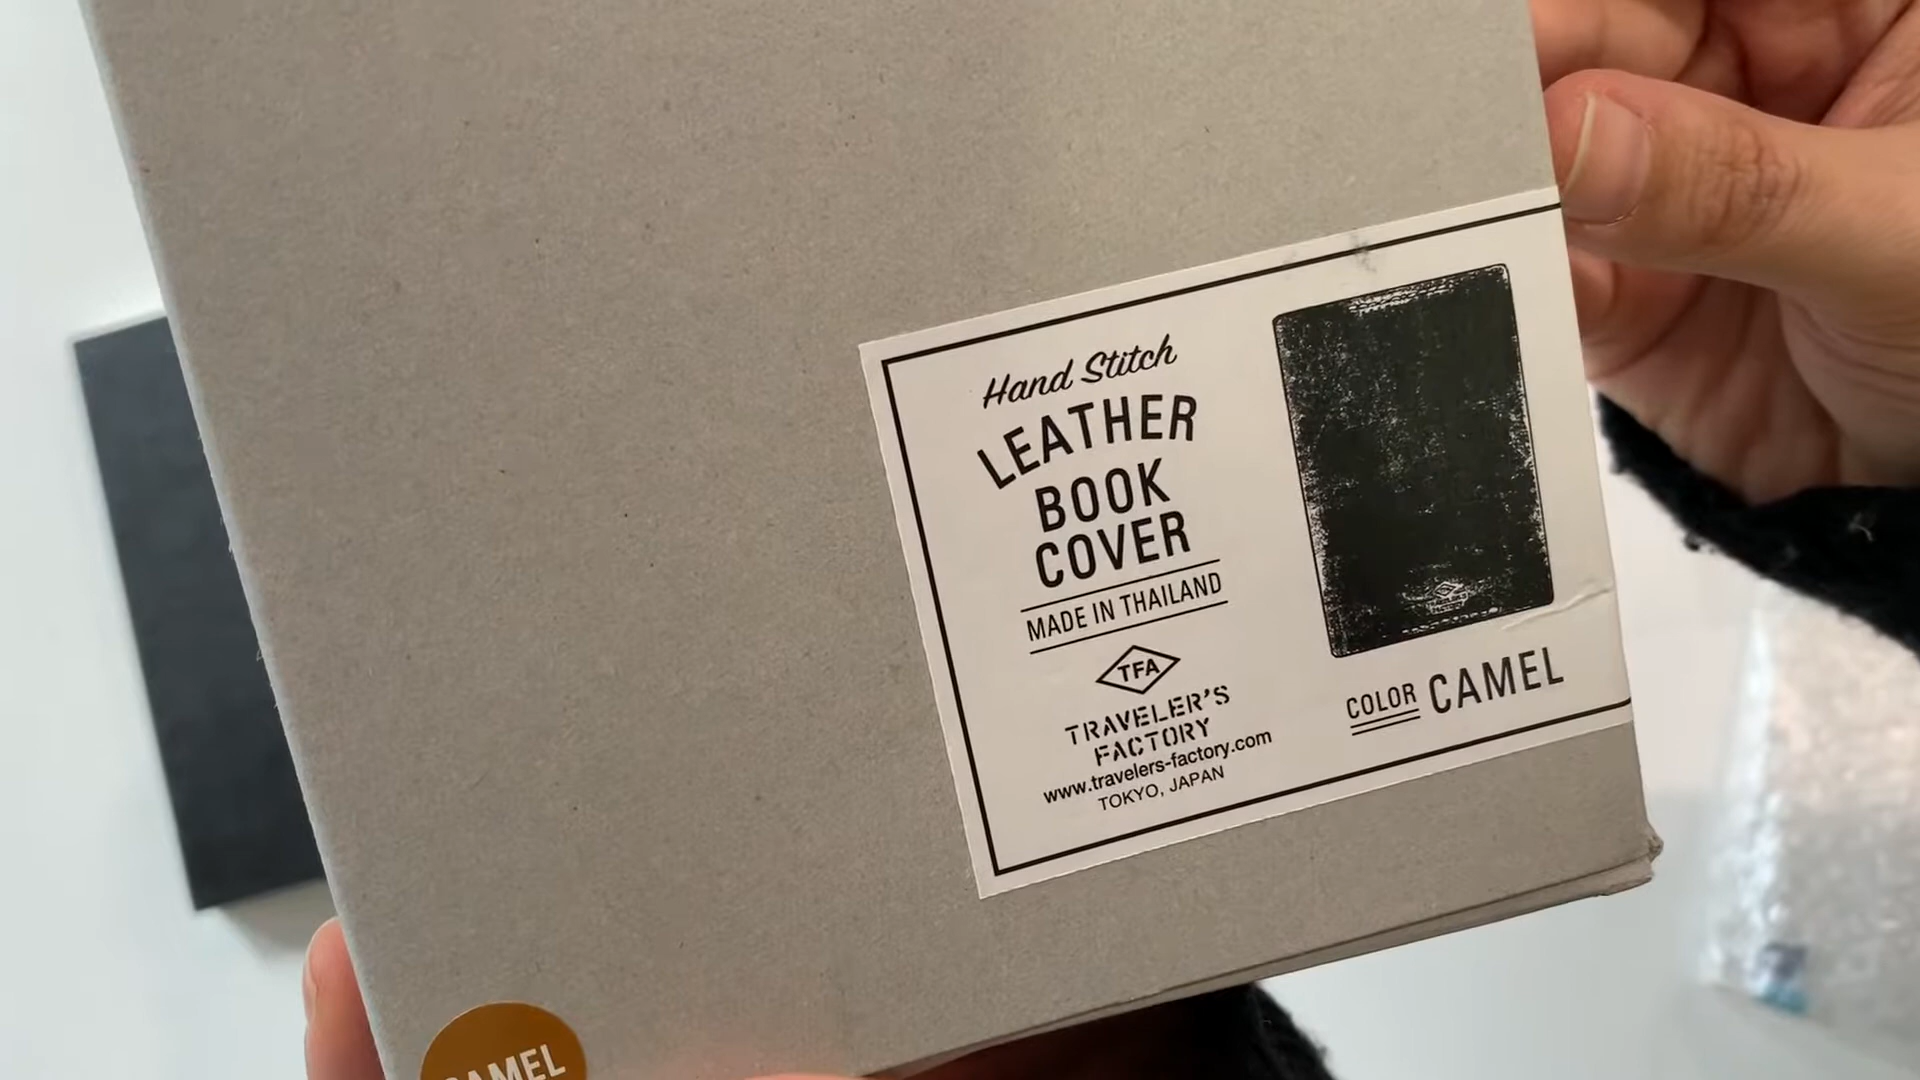 Hand Stitch
LEATHER
BOOK
COVER
MADE IN THAILAND
TFA
TRAVELER'S
FACTORY
www.travelers-factory.com
TOKYO, JAPAN
COLOR CAMEL
CAMEL